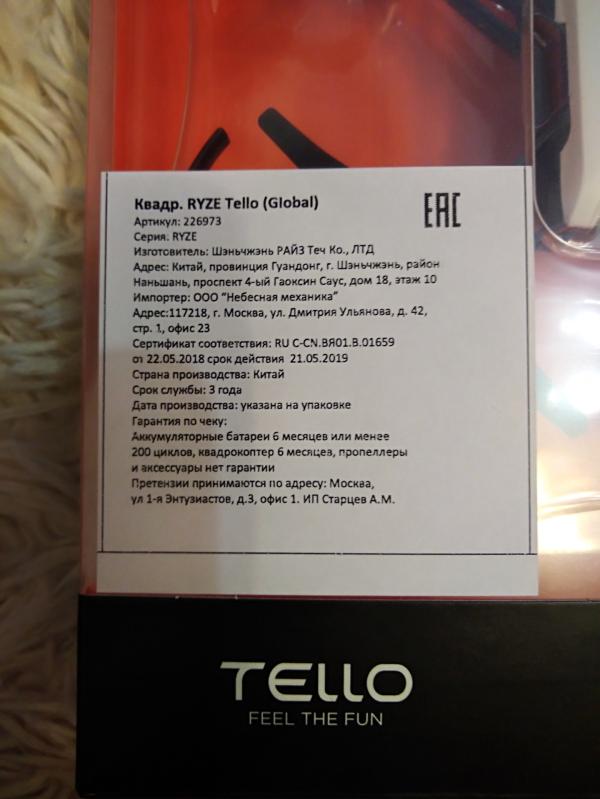 Квадр. RYZE Tello (Global)
EAC
Артикул: 226973
Серия: RYZE
Изготовитель: Шэньчжэнь РАЙЗ Теч Ко., ЛТД
Адрес: Китай, провинция Гуандонг, г. Шэньчжэнь, район
Наньшань, проспект 4-ый Гаоксин Саус, дом 18, этаж 10
Импортер: ООО "Небесная механика"
Адрес:117218, г. Москва, ул. Дмитрия Ульянова, д. 42,
стр. 1, офис 23
Сертификат соответствия: RU C-CN.ВЯ01.В.01659
от 22.05.2018 срок действия 21.05.2019
Страна производства: Китай
Срок службы: 3 года
Дата производства: указана на упаковке
Гарантия по чеку:
Аккумуляторные батареи 6 месяцев или менее
200 циклов, квадрокоптер 6 месяцев, пропеллеры
и аксессуары нет гарантии
Претензии принимаются по адресу: Москва,
ул 1-я Энтузиастов, д.3, офис 1. ИП Старцев А.М.
TELLO
FEEL THE FUN